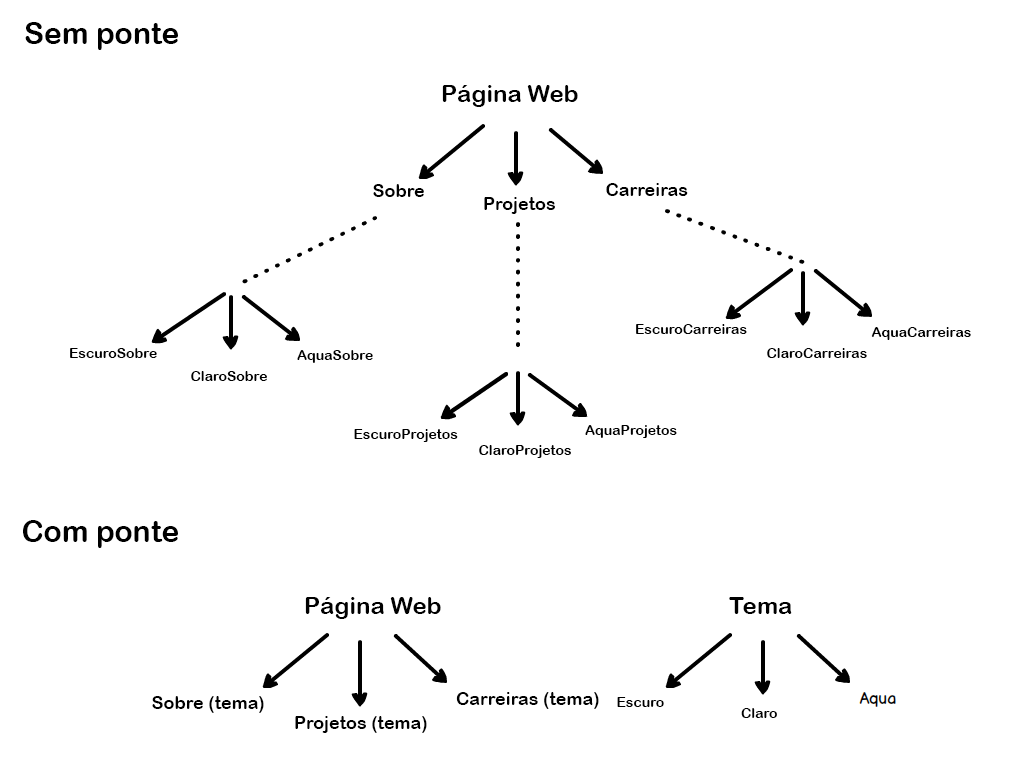 Sem ponte
Página Web
Sobre
Projetos
Carreiras
EscuroSobre
ClaroSobre
AquaSobre
EscuroProjetos
ClaroProjetos
AquaProjetos
EscuroCarreiras
ClaroCarreiras
AquaCarreiras
Com ponte
Página Web
Sobre (tema)
Projetos (tema)
Carreiras (tema)
Tema
Escuro
Claro
Aqua